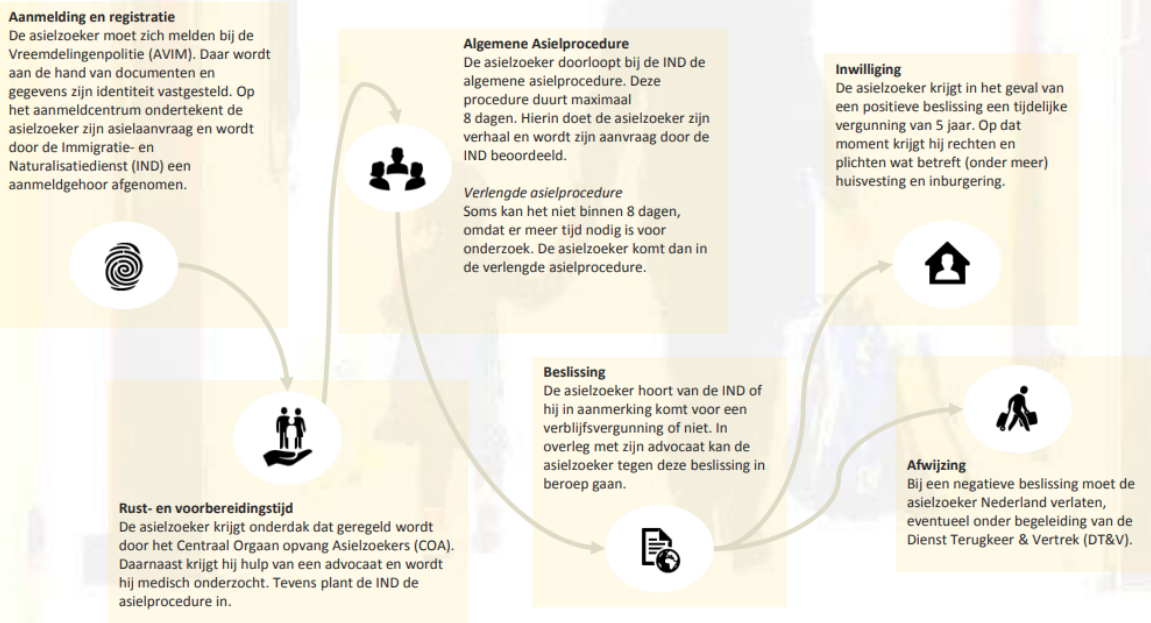 Aanmelding en registratie
De asielzoeker moet zich melden bij de
Vreemdelingenpolitie (AVIM). Daar wordt
aan de hand van documenten en
gegevens zijn identiteit vastgesteld. Op
het aanmeldcentrum ondertekent de
asielzoeker zijn asielaanvraag en wordt
door de Immigratie- en
Naturalisatiedienst (IND) een
aanmeldgehoor afgenomen.
Rust- en voorbereidingstijd
De asielzoeker krijgt onderdak dat geregeld wordt
door het Centraal Orgaan opvang Asielzoekers (COA).
Daarnaast krijgt hij hulp van een advocaat en wordt
hij medisch onderzocht. Tevens plant de IND de
asielprocedure in.
Algemene Asielprocedure
De asielzoeker doorloopt bij de IND de
algemene asielprocedure. Deze
procedure duurt maximaal
8 dagen. Hierin doet de asielzoeker zijn
verhaal en wordt zijn aanvraag door de
IND beoordeeld.
Verlengde asielprocedure
Soms kan het niet binnen 8 dagen,
omdat er meer tijd nodig is voor
onderzoek. De asielzoeker komt dan in
de verlengde asielprocedure.
Beslissing
De asielzoeker hoort van de IND of
hij in aanmerking komt voor een
verblijfsvergunning of niet. In
overleg met zijn advocaat kan de
asielzoeker tegen deze beslissing in
beroep gaan.
Inwilliging
De asielzoeker krijgt in het geval van
een positieve beslissing een tijdelijke
vergunning van 5 jaar. Op dat
moment krijgt hij rechten en
plichten wat betreft (onder meer)
huisvesting en inburgering.
Afwijzing
Bij een negatieve beslissing moet de
asielzoeker Nederland verlaten,
eventueel onder begeleiding van de
Dienst Terugkeer & Vertrek (DT&V).